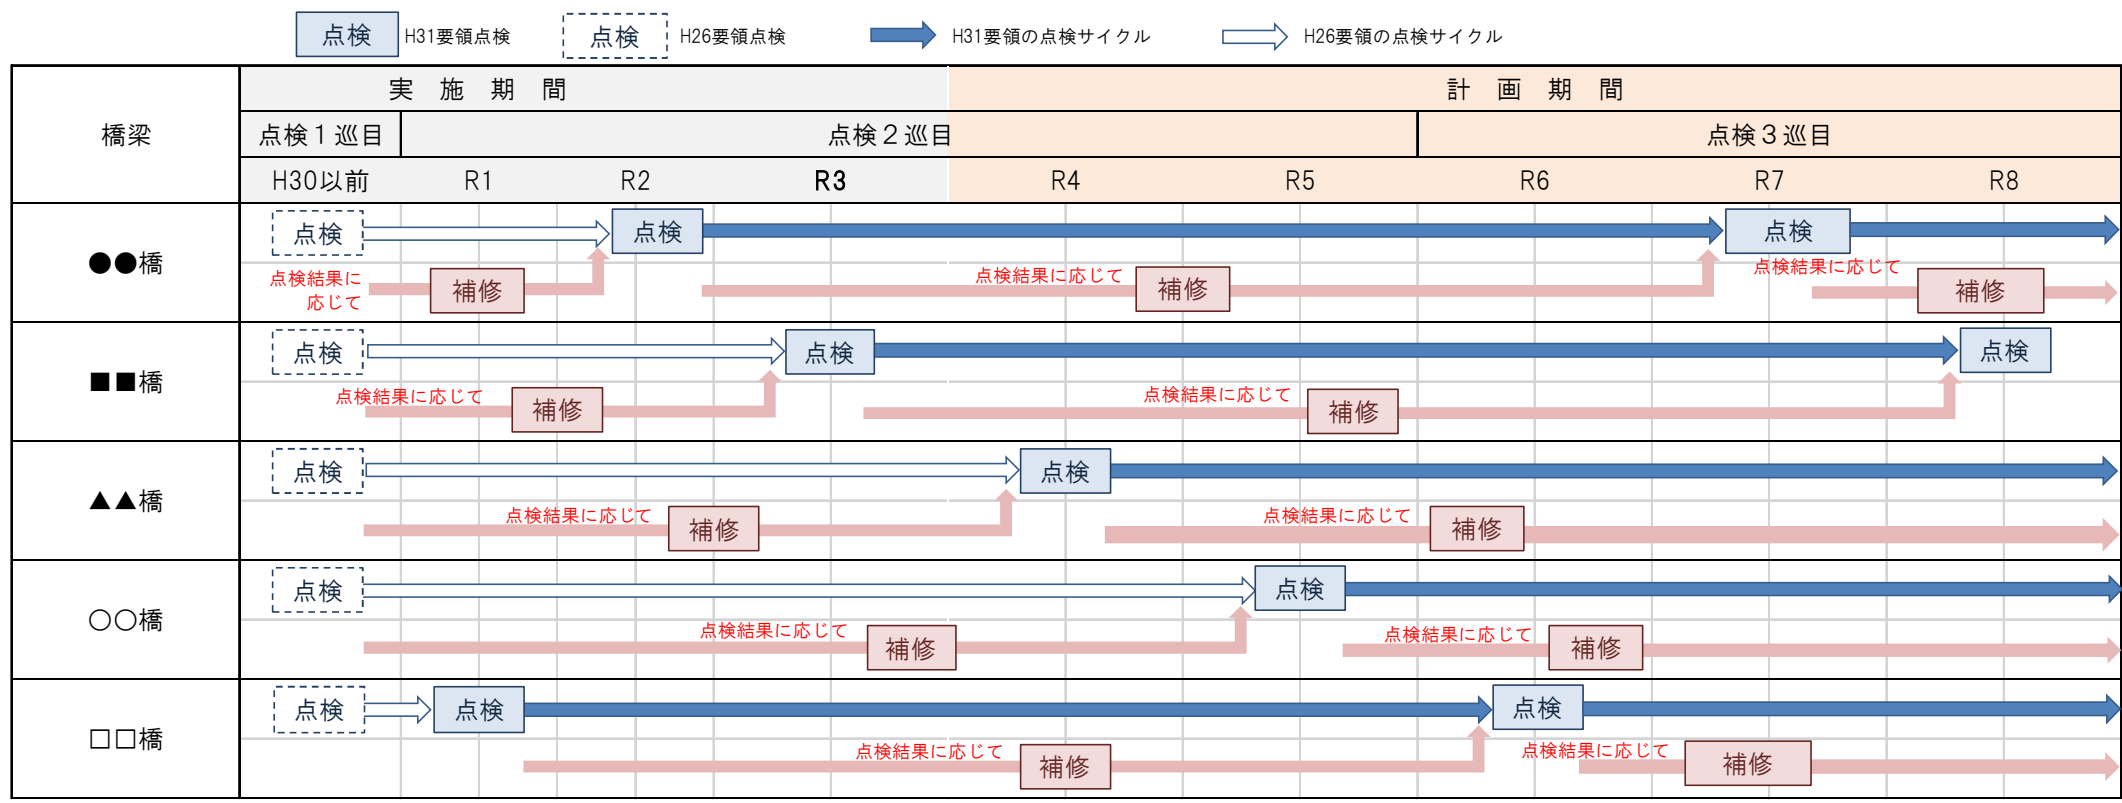 点検 H31要領点検 点検 H26要領点検 H31要領の点検サイクル H26要領の点検サイクル
橋梁
実施期間 計画期間
点検１巡目 点検２巡目 点検３巡目
H30以前 R1 R2 R3 R4 R5 R6 R7 R8
●●橋
点検 点検 点検
点検結果に
応じて
補修 点検結果に応じて 補修 点検結果に応じて 補修
■■橋
点検 点検 点検
点検結果に応じて 補修 点検結果に応じて 補修
▲▲橋
点検 点検
点検結果に応じて 補修 点検結果に応じて 補修
○○橋
点検 点検
点検結果に応じて 補修 点検結果に応じて 補修
□□橋
点検 点検 点検
点検結果に応じて 補修 点検結果に応じて 補修